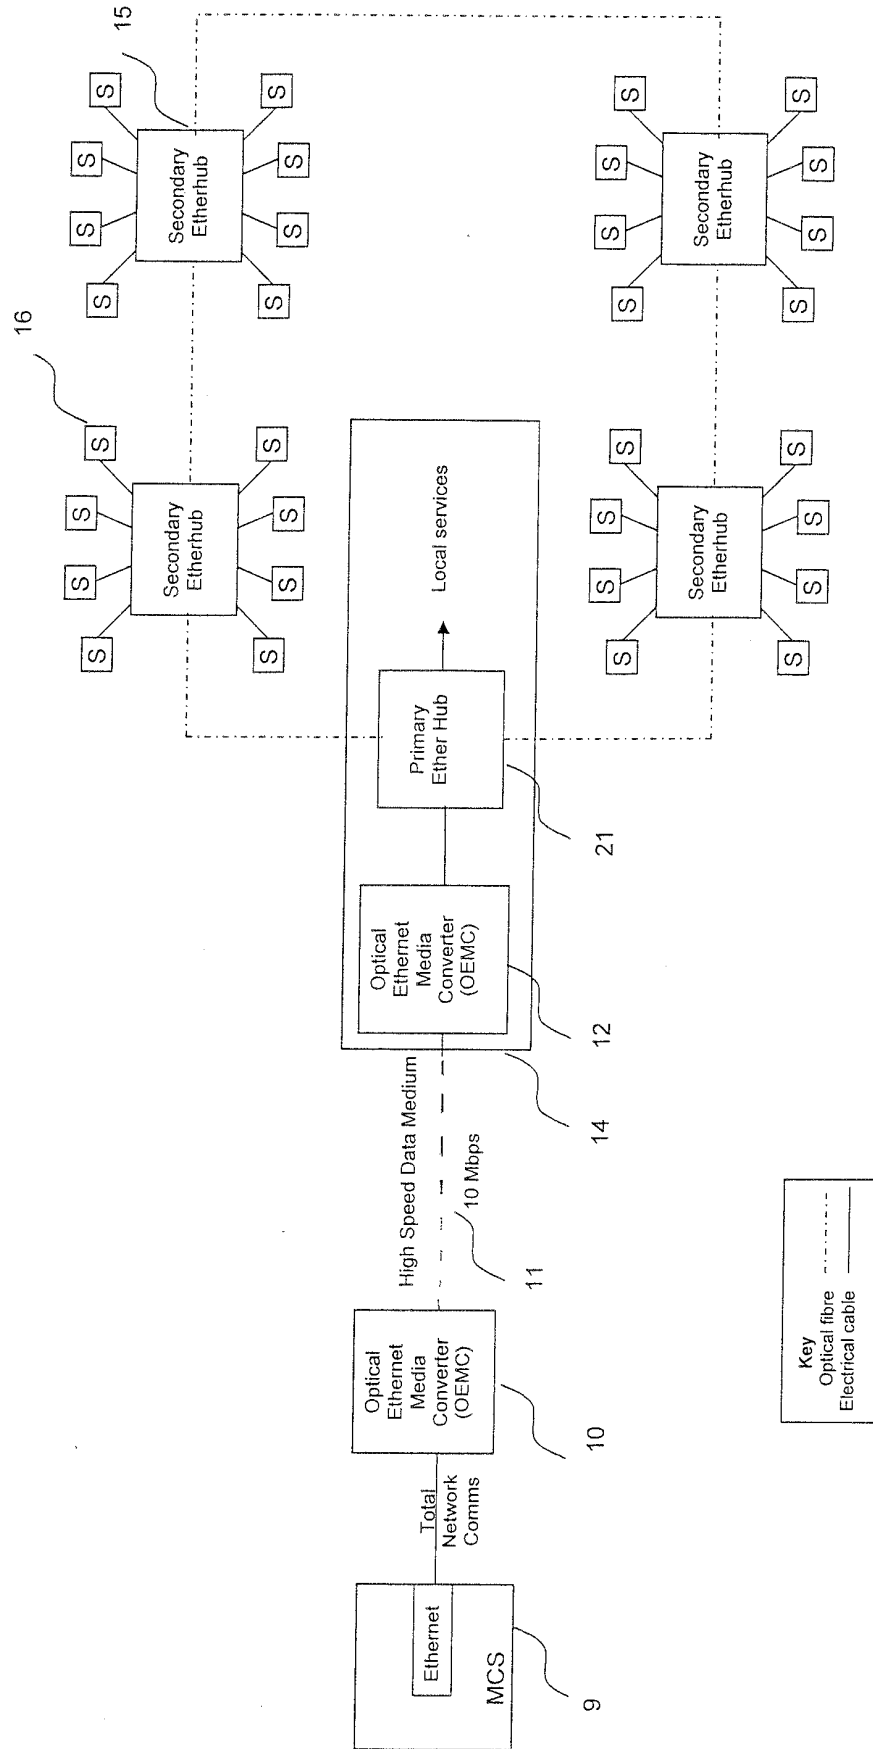 15
S
S
S
S
Secondary
Etherhub
S
S
S
S
16
S
S
S
S
Secondary
Etherhub
S
S
S
S
MCS
Ethernet
9
Total
Network
Comms
Optical
Ethernet
Media
Converter
(OEMC)
10
High Speed Data Medium
10 Mbps
11
Optical
Ethernet
Media
Converter
(OEMC)
12
14
Primary
Ether Hub
21
Local services
S
S
S
S
Secondary
Etherhub
S
S
S
S
S
S
S
S
Secondary
Etherhub
S
S
S
S
Key
Optical fibre
Electrical cable